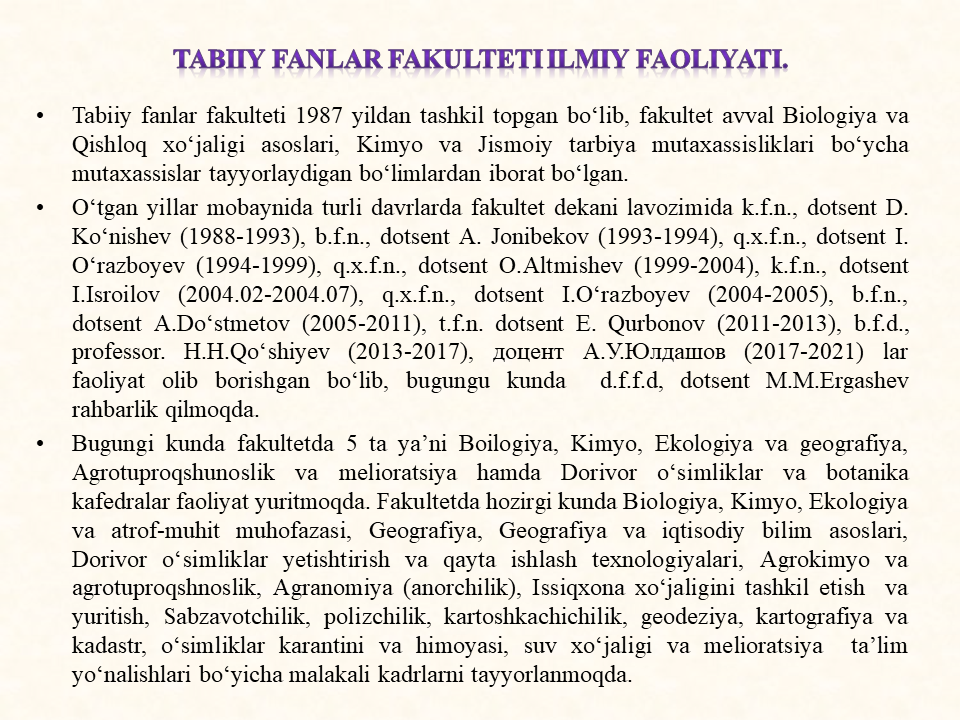 TABIIY FANLAR FAKULTETI ILMIY FAOLIYATI.
• Tabiiy fanlar fakulteti 1987 yildan tashkil topgan bo‘lib, fakultet avval Biologiya va
Qishloq xo‘jaligi asoslari, Kimyo va Jismoiy tarbiya mutaxassisliklari bo‘ycha
mutaxassislar tayyorlaydigan bo‘limlardan iborat bo‘lgan.
• O‘tgan yillar mobaynida turli davrlarda fakultet dekani lavozimida k.f.n., dotsent D.
Ko‘nishev (1988-1993), b.f.n., dotsent A. Jonibekov (1993-1994), q.x.f.n., dotsent I.
O‘razboyev (1994-1999), q.x.f.n., dotsent O.Altmishev (1999-2004), k.f.n., dotsent
I.Isroilov (2004.02-2004.07), q.x.f.n., dotsent I.O‘razboyev (2004-2005), b.f.n.,
dotsent A.Do‘stmetov (2005-2011), t.f.n. dotsent E. Qurbonov (2011-2013), b.f.d.,
professor. H.H.Qo‘shiyev (2013-2017), доцент А.У.Юлдашов (2017-2021) lar
faoliyat olib borishgan bo‘lib, bugungu kunda d.f.f.d, dotsent M.M.Ergashev
rahbarlik qilmoqda.
• Bugungi kunda fakultetda 5 ta ya’ni Boilogiya, Kimyo, Ekologiya va geografiya,
Agrotuproqshunoslik va melioratsiya hamda Dorivor o‘simliklar va botanika
kafedralar faoliyat yuritmoqda. Fakultetda hozirgi kunda Biologiya, Kimyo, Ekologiya
va atrof-muhit muhofazasi, Geografiya, Geografiya va iqtisodiy bilim asoslari,
Dorivor o‘simliklar yetishtirish va qayta ishlash texnologiyalari, Agrokimyo va
agrotuproqshnoslik, Agranomiya (anorchilik), Issiqxona xo‘jaligini tashkil etish va
yuritish, Sabzavotchilik, polizchilik, kartoshkachichilik, geodeziya, kartografiya va
kadastr, o‘simliklar karantini va himoyasi, suv xo‘jaligi va melioratsiya ta’lim
yo‘nalishlari bo‘yicha malakali kadrlarni tayyorlanmoqda.